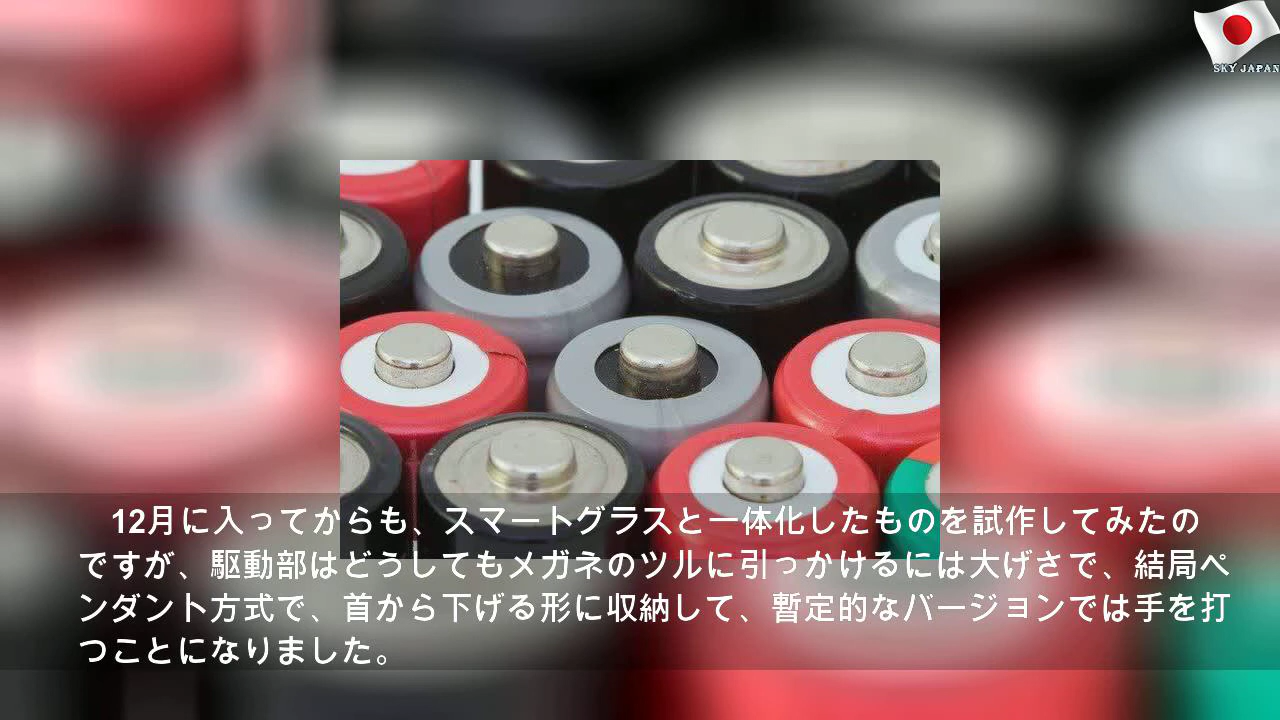 SKY JAPAN
12月に入ってからも、スマートグラスと一体化したものを試作してみたの
ですが、駆動部はどうしてもメガネのツルに引っかけるには大げさで、結局ペ
ンダント方式で、首から下げる形に収納して、暫定的なバージョンでは手を打
つことになりました。